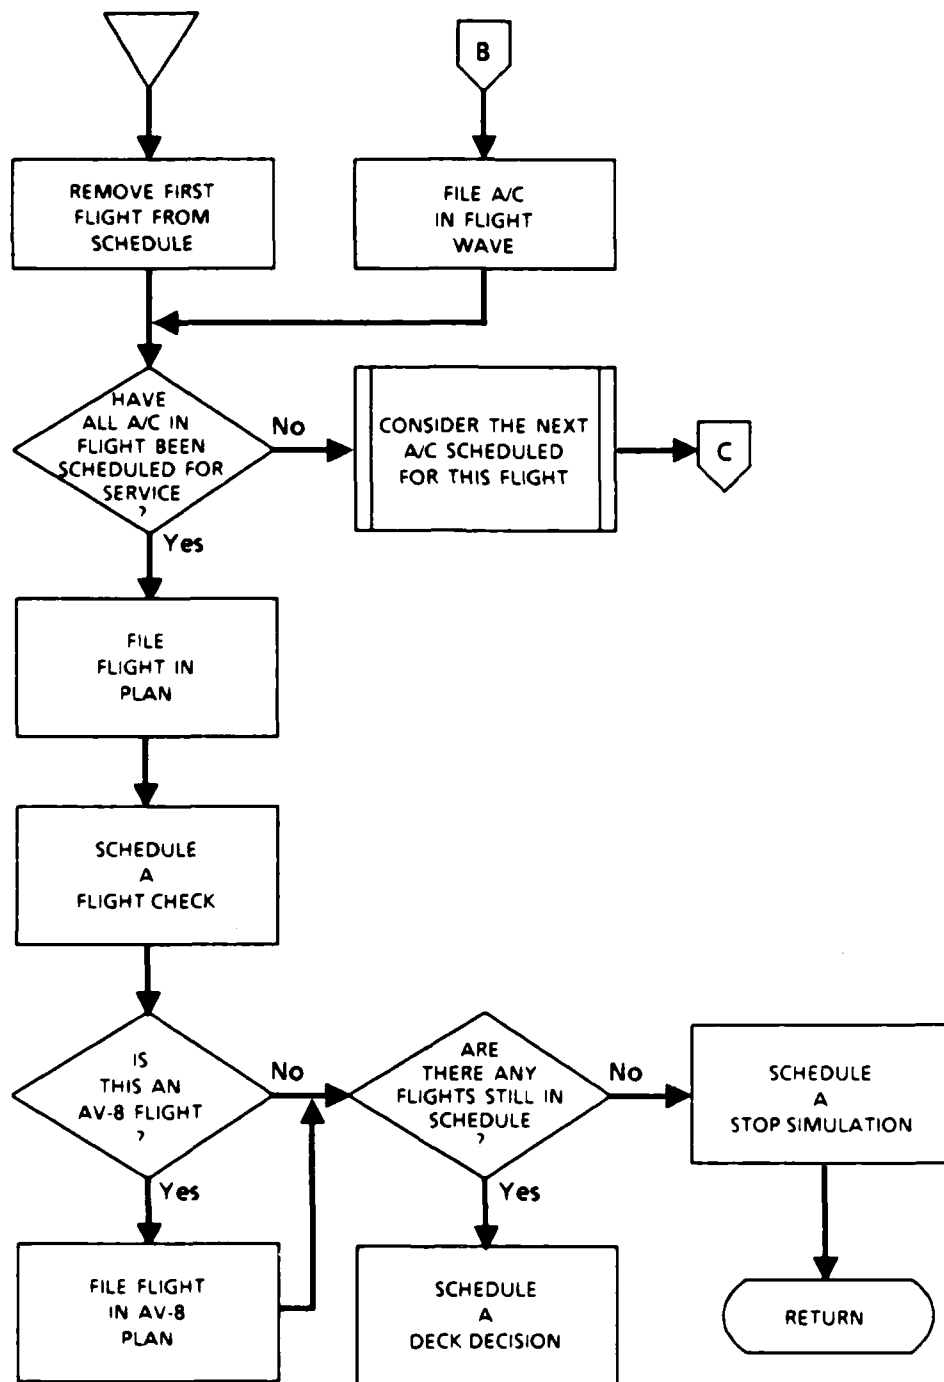 B
REMOVE FIRST
FLIGHT FROM
SCHEDULE
FILE A/C
IN FLIGHT
WAVE
HAVE
ALL A/C IN
FLIGHT BEEN
SCHEDULED FOR
SERVICE
?
No
CONSIDER THE NEXT
A/C SCHEDULED
FOR THIS FLIGHT
C
Yes
FILE
FLIGHT IN
PLAN
SCHEDULE
A
FLIGHT CHECK
IS
THIS AN
AV-8 FLIGHT
?
No
ARE
THERE ANY
FLIGHTS STILL IN
SCHEDULE
?
No
SCHEDULE
A
STOP SIMULATION
Yes
Yes
FILE FLIGHT
IN AV-8
PLAN
SCHEDULE
A
DECK DECISION
RETURN